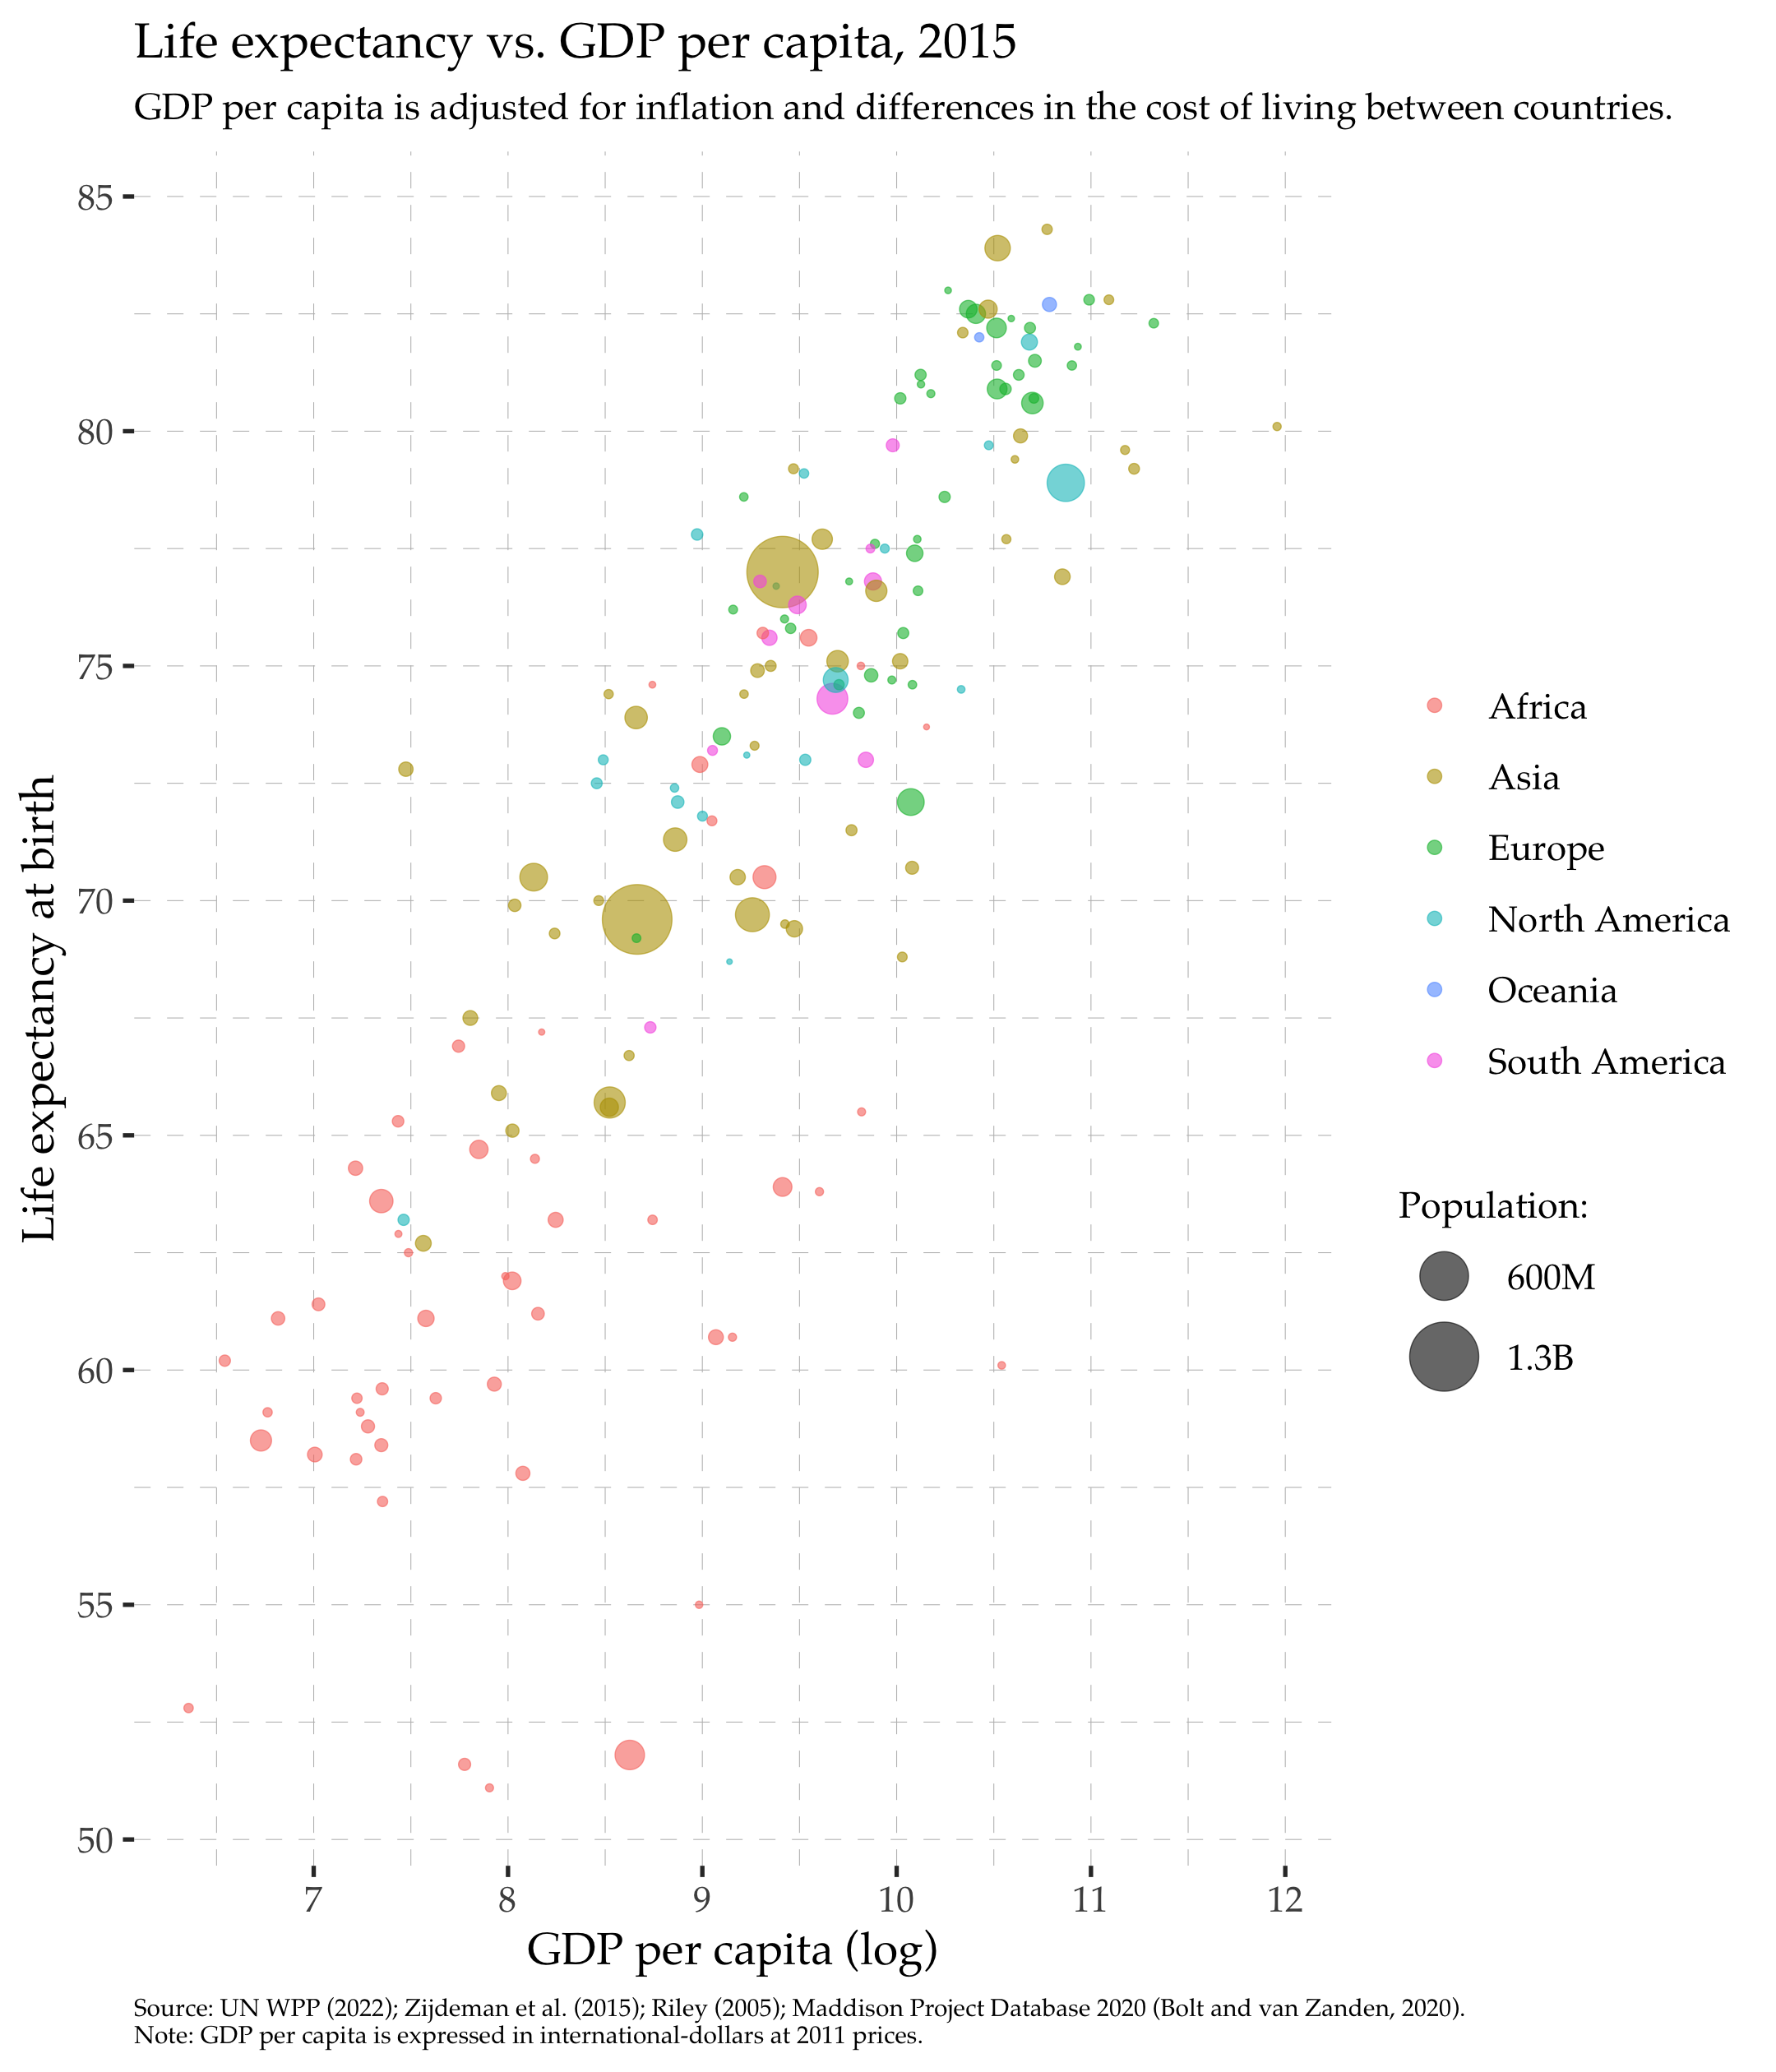 Life expectancy vs. GDP per capita, 2015
GDP per capita is adjusted for inflation and differences in the cost of living between countries.
Life expectancy at birth
85
80
75
70
65
60
55
50
7 8 9 10 11 12
GDP per capita (log)
Africa
Asia
Europe
North America
Oceania
South America
Population:
600M
1.3B
Source: UN WPP (2022); Zijdeman et al. (2015); Riley (2005); Maddison Project Database 2020 (Bolt and van Zanden, 2020).
Note: GDP per capita is expressed in international-dollars at 2011 prices.